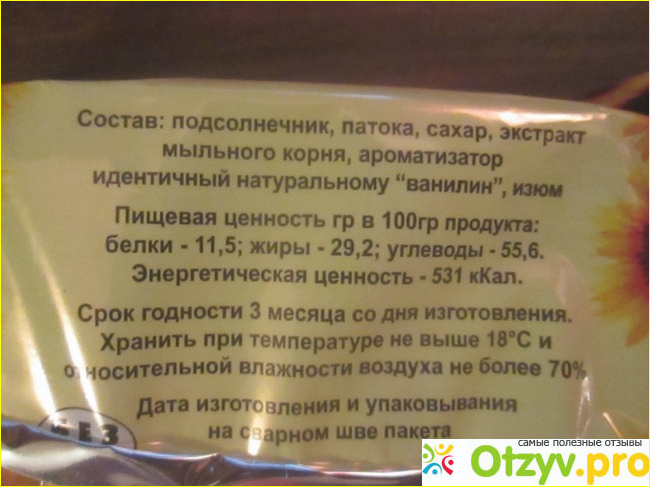 Состав: подсолнечник, патока, сахар, экстракт
мыльного корня, ароматизатор
идентичный натуральному “ванилин”, изюм
Пищевая ценность гр в 100гр продукта:
белки - 11,5; жиры - 29,2; углеводы - 55,6.
Энергетическая ценность - 531 кКал.
Срок годности 3 месяца со дня изготовления.
Хранить при температуре не выше 18°С и
относительной влажности воздуха не более 70%
Дата изготовления и упаковывания
на сварном шве пакета
БЕЗ
самые полезные отзывы
Otzyv.pro